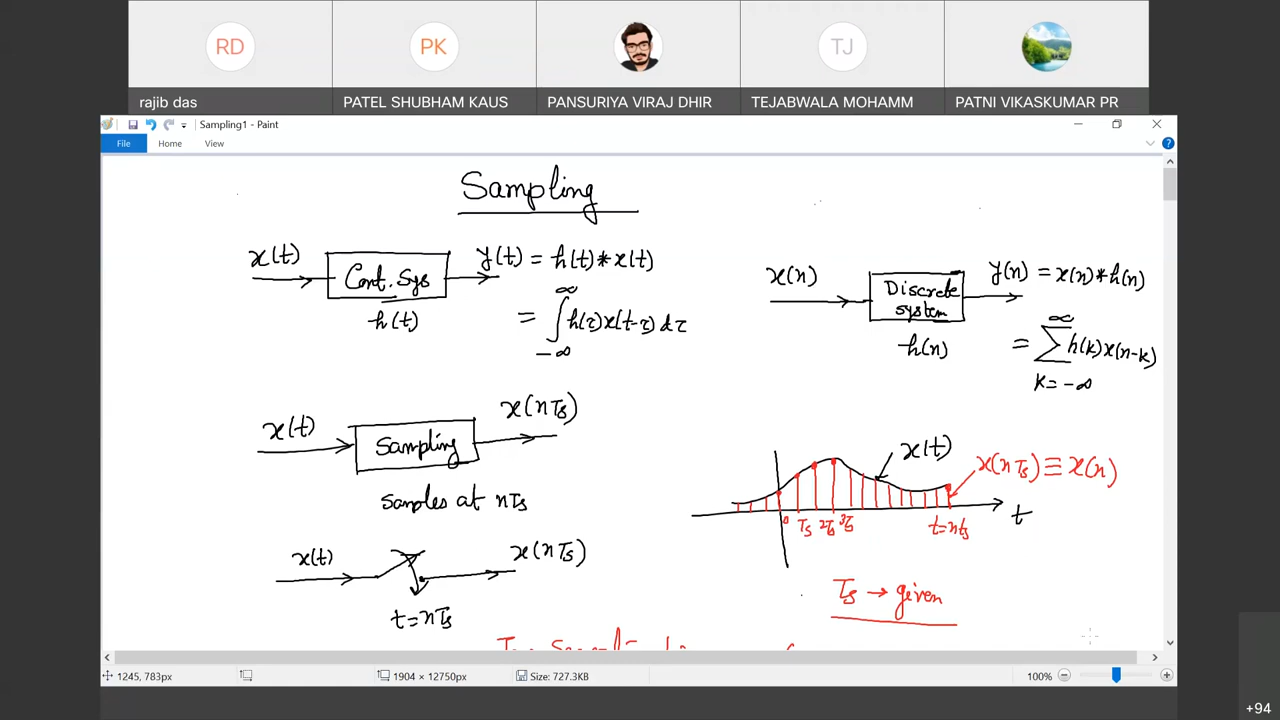 RD PK TJ
rajib das PATEL SHUBHAM KAUS PANSURIYA VIRAJ DHIR TEJABWALA MOHAMM PATNI VIKASKUMAR PR
Sampling1 - Paint
File Home View
Sampling
x(t) Cont. Sys y(t) = h(t)*x(t)
h(t) = ∫ h(τ)x(t-τ)dτ
∞
-∞
x(n) Discrete system y(n) = x(n)*h(n)
h(n) = ∑ h(k)x(n-k)
∞
k=-∞
x(t) Sampling x(nTs)
Samples at nTs
x(t) x(nTs)
t=nTs
x(t)
x(nTs) ≡ x(n)
0 Ts 2Ts 3Ts t=nts t
Ts → given
1245, 783px 1904 × 12750px Size: 727.3KB 100%
+94